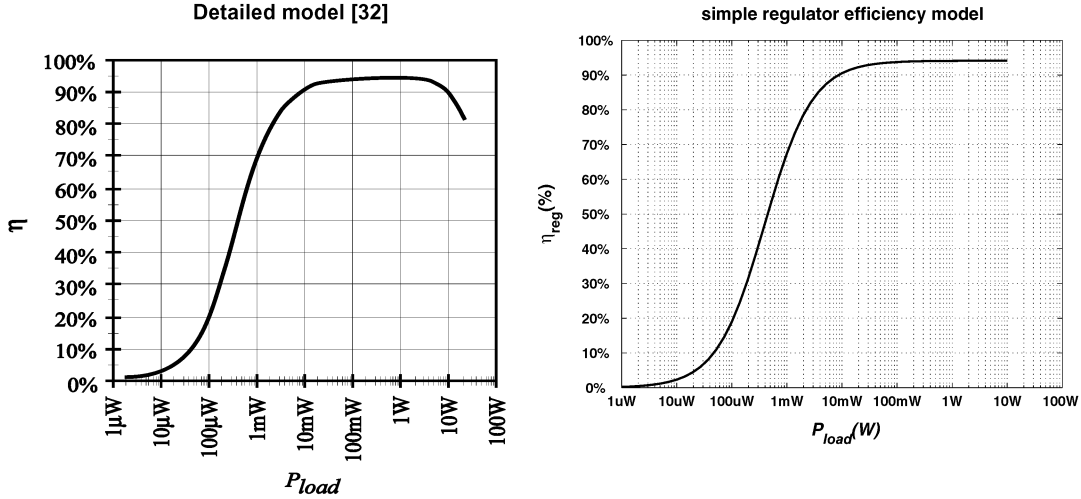 Detailed model [32]
100%
90%
80%
70%
60%
50%
40%
30%
20%
10%
0%
η
1µW
10µW
100µW
1mW
10mW
100mW
1W
10W
100W
Pload
simple regulator efficiency model
100%
90%
80%
70%
60%
50%
40%
30%
20%
10%
0%
ηreg(%)
1uW 10uW 100uW 1mW 10mW 100mW 1W 10W 100W
Pload(W)